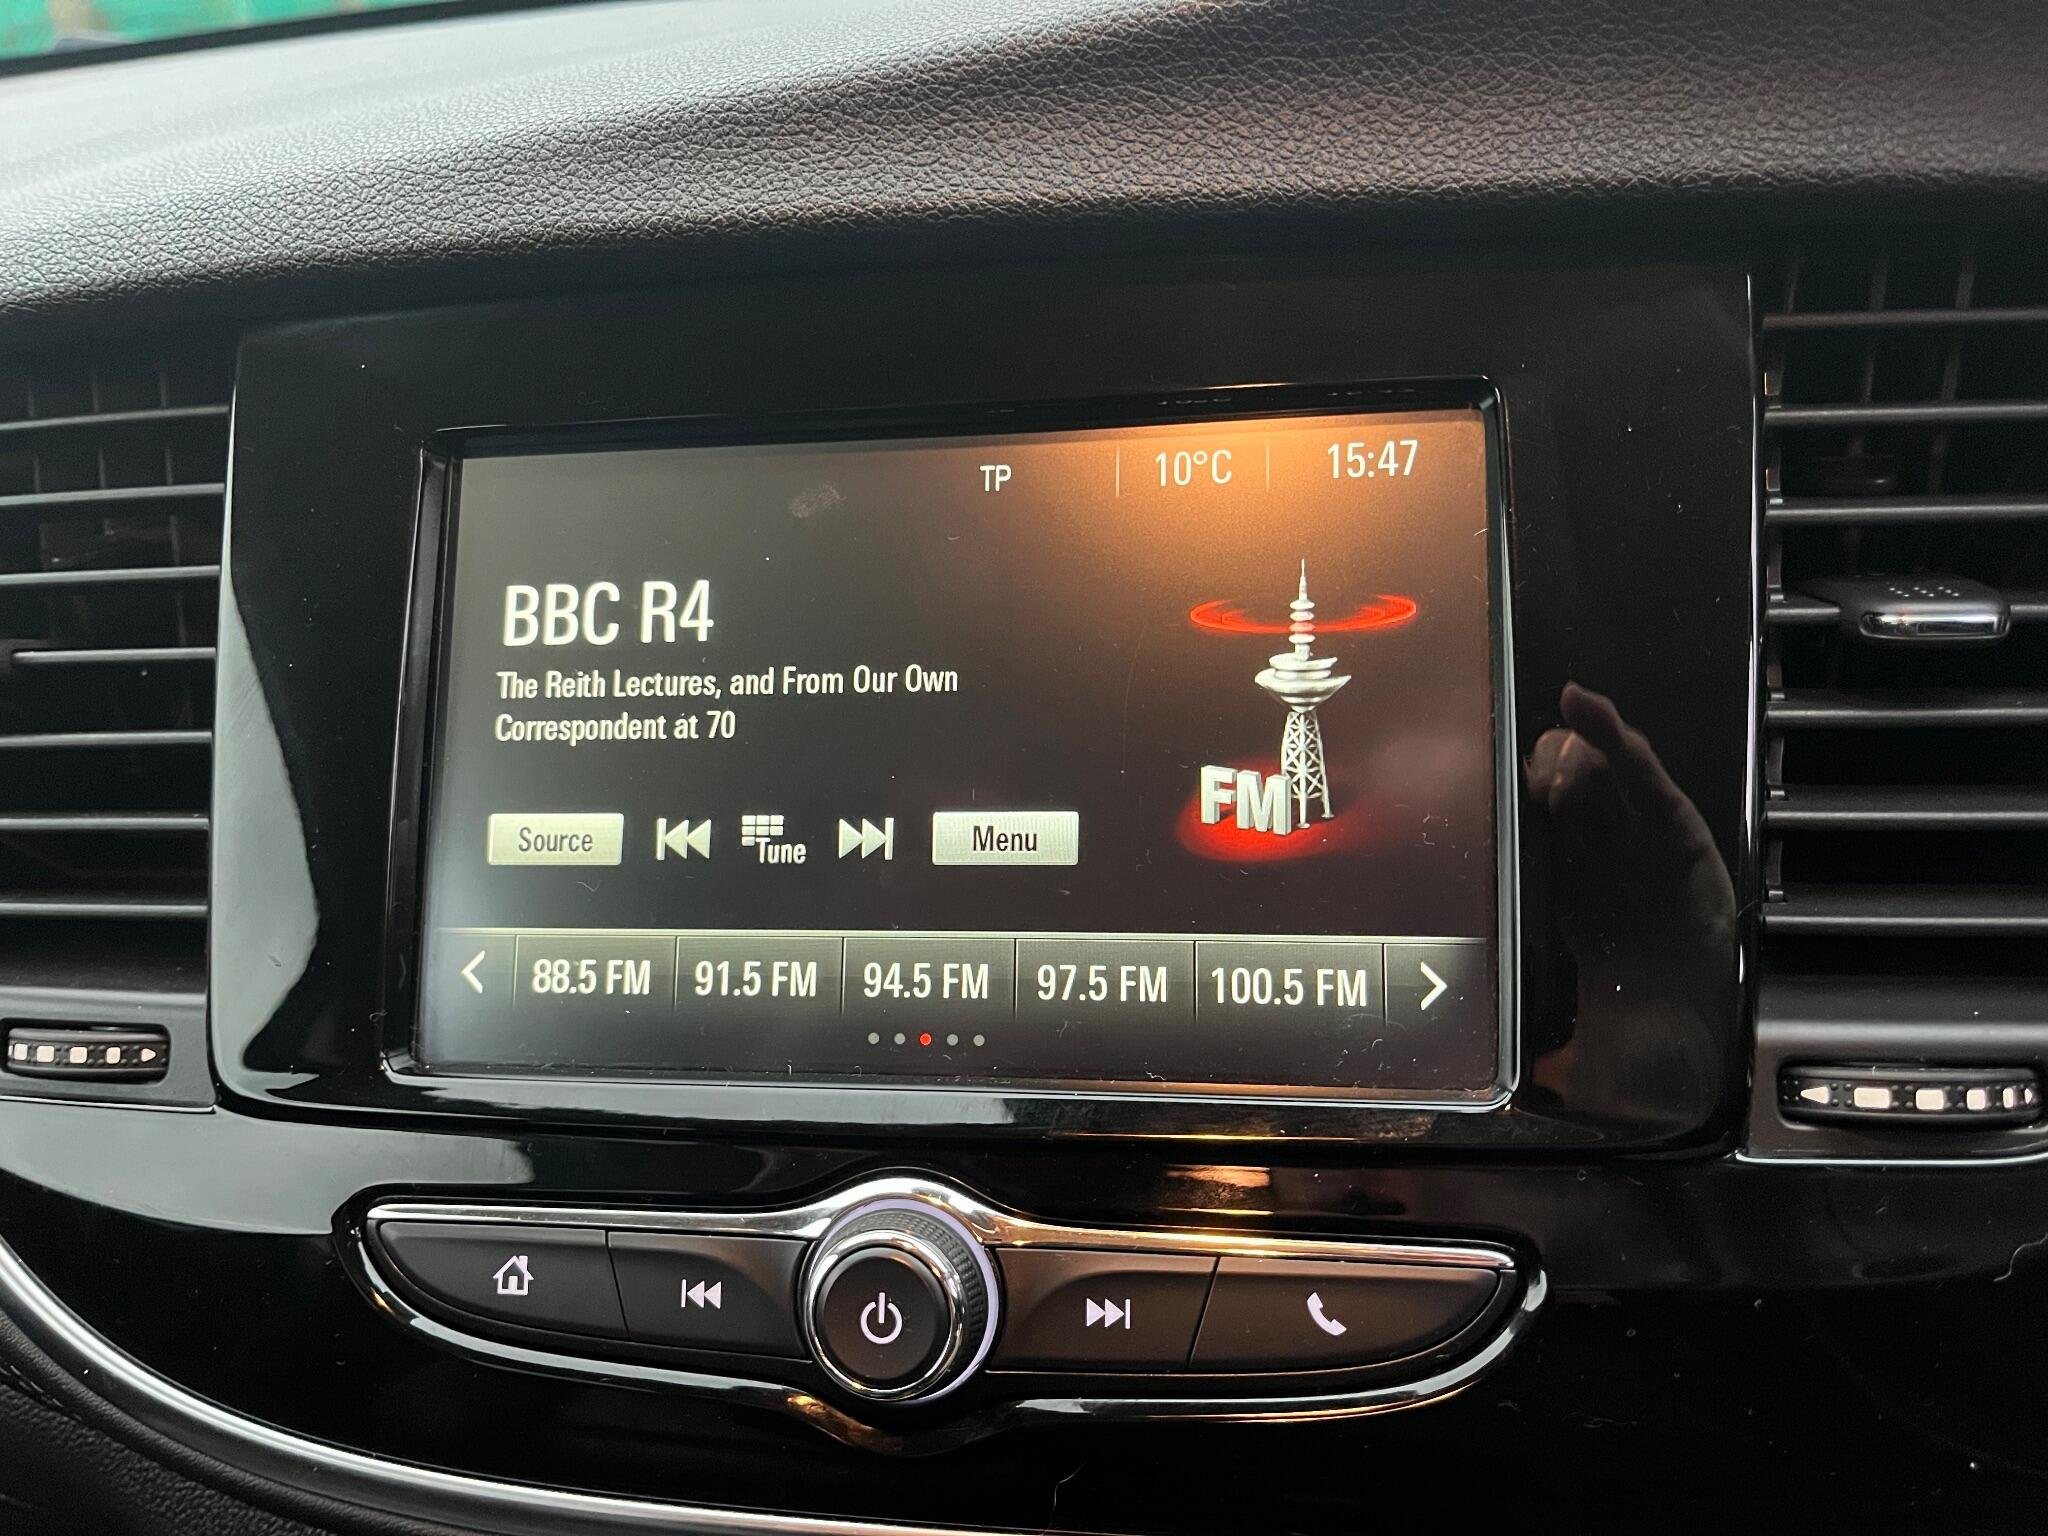 TP 10°C 15:47
BBC R4
The Reith Lectures, and From Our Own
Correspondent at 70
FM
Source Tune Menu
88.5 FM 91.5 FM 94.5 FM 97.5 FM 100.5 FM